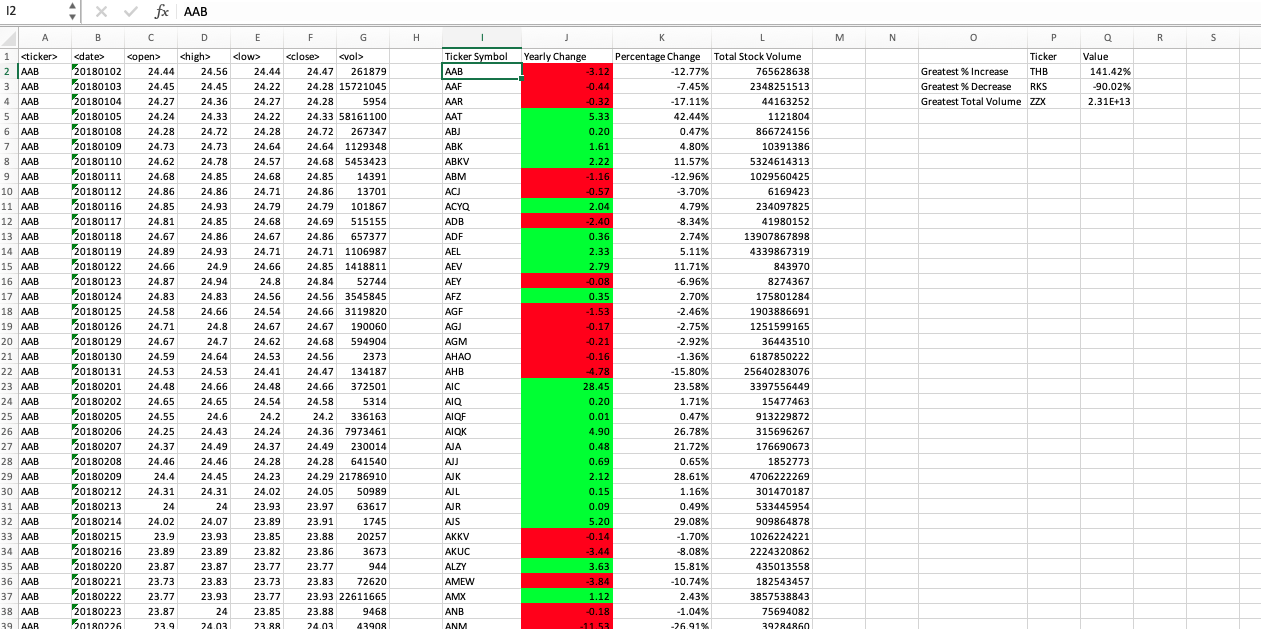 I2 fx AAB
A B C D E F G H I J K L M N O P Q R S
1 <ticker> <date> <open> <high> <low> <close> <vol> Ticker Symbol Yearly Change Percentage Change Total Stock Volume Ticker Value
2 AAB 20180102 24.44 24.56 24.44 24.47 261879 AAB -3.12 -12.77% 765628638 Greatest % Increase THB 141.42%
3 AAB 20180103 24.45 24.45 24.22 24.28 15721045 AAF -0.44 -7.45% 2348251513 Greatest % Decrease RKS -90.02%
4 AAB 20180104 24.27 24.36 24.27 24.28 5954 AAR -0.32 -17.11% 44163252 Greatest Total Volume ZZX 2.31E+13
5 AAB 20180105 24.24 24.33 24.22 24.33 58161100 AAT 5.33 42.44% 1121804
6 AAB 20180108 24.28 24.72 24.28 24.72 267347 ABJ 0.20 0.47% 866724156
7 AAB 20180109 24.73 24.73 24.64 24.64 1129348 ABK 1.61 4.80% 10391386
8 AAB 20180110 24.62 24.78 24.57 24.68 5453423 ABKV 2.22 11.57% 5324614313
9 AAB 20180111 24.68 24.85 24.68 24.85 14391 ABM -1.16 -12.96% 1029560425
10 AAB 20180112 24.86 24.86 24.71 24.86 13701 ACJ -0.57 -3.70% 6169423
11 AAB 20180116 24.85 24.93 24.79 24.79 101867 ACYQ 2.04 4.79% 234097825
12 AAB 20180117 24.81 24.85 24.68 24.69 515155 ADB -2.40 -8.34% 41980152
13 AAB 20180118 24.67 24.86 24.67 24.86 657377 ADF 0.36 2.74% 13907867898
14 AAB 20180119 24.89 24.93 24.71 24.71 1106987 AEL 2.33 5.11% 4339867319
15 AAB 20180122 24.66 24.9 24.66 24.85 1418811 AEV 2.79 11.71% 843970
16 AAB 20180123 24.87 24.94 24.8 24.84 52744 AEY -0.08 -6.96% 8274367
17 AAB 20180124 24.83 24.83 24.56 24.56 3545845 AFZ 0.35 2.70% 175801284
18 AAB 20180125 24.58 24.66 24.54 24.66 3119820 AGF -1.53 -2.46% 1903886691
19 AAB 20180126 24.71 24.8 24.67 24.67 190060 AGJ -0.17 -2.75% 1251599165
20 AAB 20180129 24.67 24.7 24.62 24.68 594904 AGM -0.21 -2.92% 36443510
21 AAB 20180130 24.59 24.64 24.53 24.56 2373 AHAO -0.16 -1.36% 6187850222
22 AAB 20180131 24.53 24.53 24.41 24.47 134187 AHB -4.78 -15.80% 25640283076
23 AAB 20180201 24.48 24.66 24.48 24.66 372501 AIC 28.45 23.58% 3397556449
24 AAB 20180202 24.65 24.65 24.54 24.58 5314 AIQ 0.20 1.71% 15477463
25 AAB 20180205 24.55 24.6 24.2 24.2 336163 AIQF 0.01 0.47% 913229872
26 AAB 20180206 24.25 24.43 24.24 24.36 7973461 AIQK 4.90 26.78% 315696267
27 AAB 20180207 24.37 24.49 24.37 24.49 230014 AJA 0.48 21.72% 176690673
28 AAB 20180208 24.46 24.46 24.28 24.28 641540 AJJ 0.69 0.65% 1852773
29 AAB 20180209 24.4 24.45 24.23 24.29 21786910 AJK 2.12 28.61% 4706222269
30 AAB 20180212 24.31 24.31 24.02 24.05 50989 AJL 0.15 1.16% 301470187
31 AAB 20180213 24 24 23.93 23.97 63617 AJR 0.09 0.49% 533445954
32 AAB 20180214 24.02 24.07 23.89 23.91 1745 AJS 5.20 29.08% 909864878
33 AAB 20180215 23.9 23.93 23.85 23.88 20257 AKKV -0.14 -1.70% 1026224221
34 AAB 20180216 23.89 23.89 23.82 23.86 3673 AKUC -3.44 -8.08% 2224320862
35 AAB 20180220 23.87 23.87 23.77 23.77 944 ALZY 3.63 15.81% 435013558
36 AAB 20180221 23.73 23.83 23.73 23.83 72620 AMEW -3.84 -10.74% 182543457
37 AAB 20180222 23.77 23.93 23.77 23.93 22611665 AMX 1.12 2.43% 3857538843
38 AAB 20180223 23.87 24 23.85 23.88 9468 ANB -0.18 -1.04% 75694082
39 AAB 20180226 23.9 24.03 23.88 24.03 43908 ANM -11.53 -26.91% 39284860